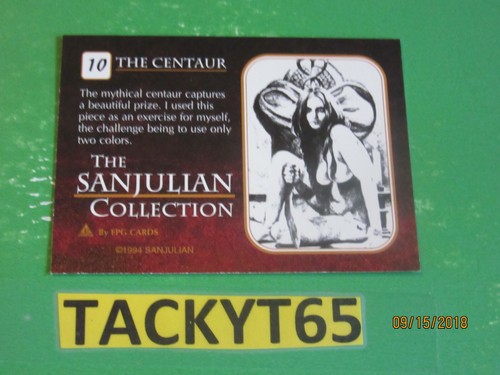 10 THE CENTAUR
The mythical centaur captures
a beautiful prize. I used this
piece as an exercise for myself,
the challenge being to use only
two colors.
THE
SANJULIAN
COLLECTION
By FPG CARDS
©1994 SANJULIAN
TACKYT65
09/15/2018